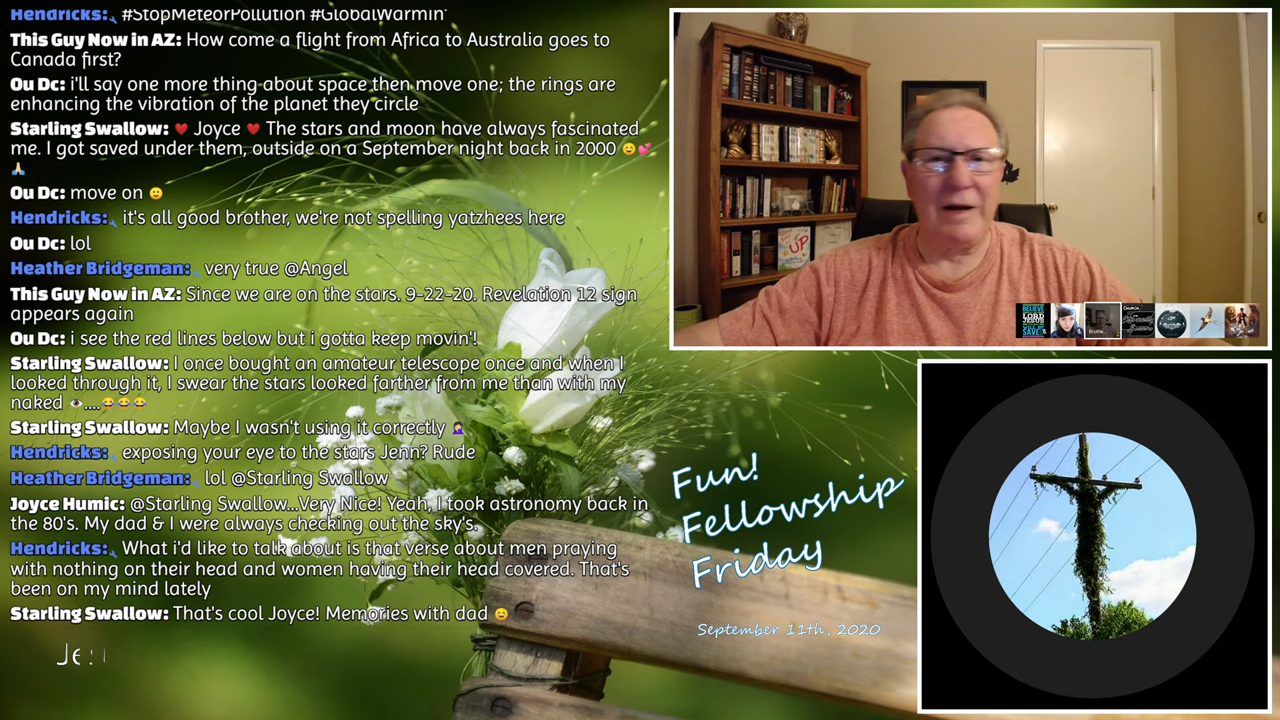 Hendricks: #StopMeteorPollution #GlobalWarmin'
This Guy Now in AZ: How come a flight from Africa to Australia goes to
Canada first?
Ou Dc: i'll say one more thing about space then move one; the rings are
enhancing the vibration of the planet they circle
Starling Swallow: ♥ Joyce ♥ The stars and moon have always fascinated
me. I got saved under them, outside on a September night back in 2000 ☺️💕
🙏
Ou Dc: move on 🙂
Hendricks: it's all good brother, we're not spelling yatzhees here
Ou Dc: lol
Heather Bridgeman: very true @Angel
This Guy Now in AZ: Since we are on the stars. 9-22-20. Revelation 12 sign
appears again
Ou Dc: i see the red lines below but i gotta keep movin'!
Starling Swallow: I once bought an amateur telescope once and when I
looked through it, I swear the stars looked farther from me than with my
naked 👁....😂😂😂
Starling Swallow: Maybe I wasn't using it correctly 🤦🏻‍♀️
Hendricks: exposing your eye to the stars Jenn? Rude
Heather Bridgeman: lol @Starling Swallow
Joyce Humic: @Starling Swallow...Very Nice! Yeah, I took astronomy back in
the 80's. My dad & I were always checking out the sky's.
Hendricks: What i'd like to talk about is that verse about men praying
with nothing on their head and women having their head covered. That's
been on my mind lately
Starling Swallow: That's cool Joyce! Memories with dad ☺️
UP
BELIEVE
LORD
JESUS
SAVE
CHURCH
Fun!
Fellowship
Friday
September 11th, 2020